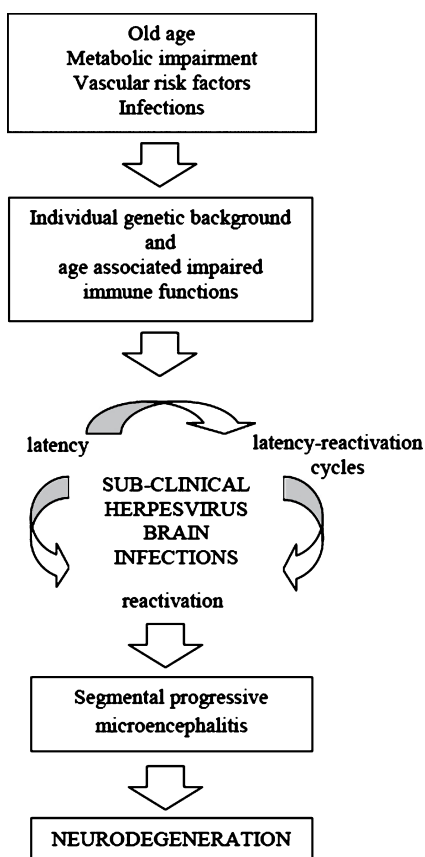 Old age
Metabolic impairment
Vascular risk factors
Infections
Individual genetic background
and
age associated impaired
immune functions
latency
latency-reactivation
cycles
SUB-CLINICAL
HERPESVIRUS
BRAIN
INFECTIONS
reactivation
Segmental progressive
microencephalitis
NEURODEGENERATION